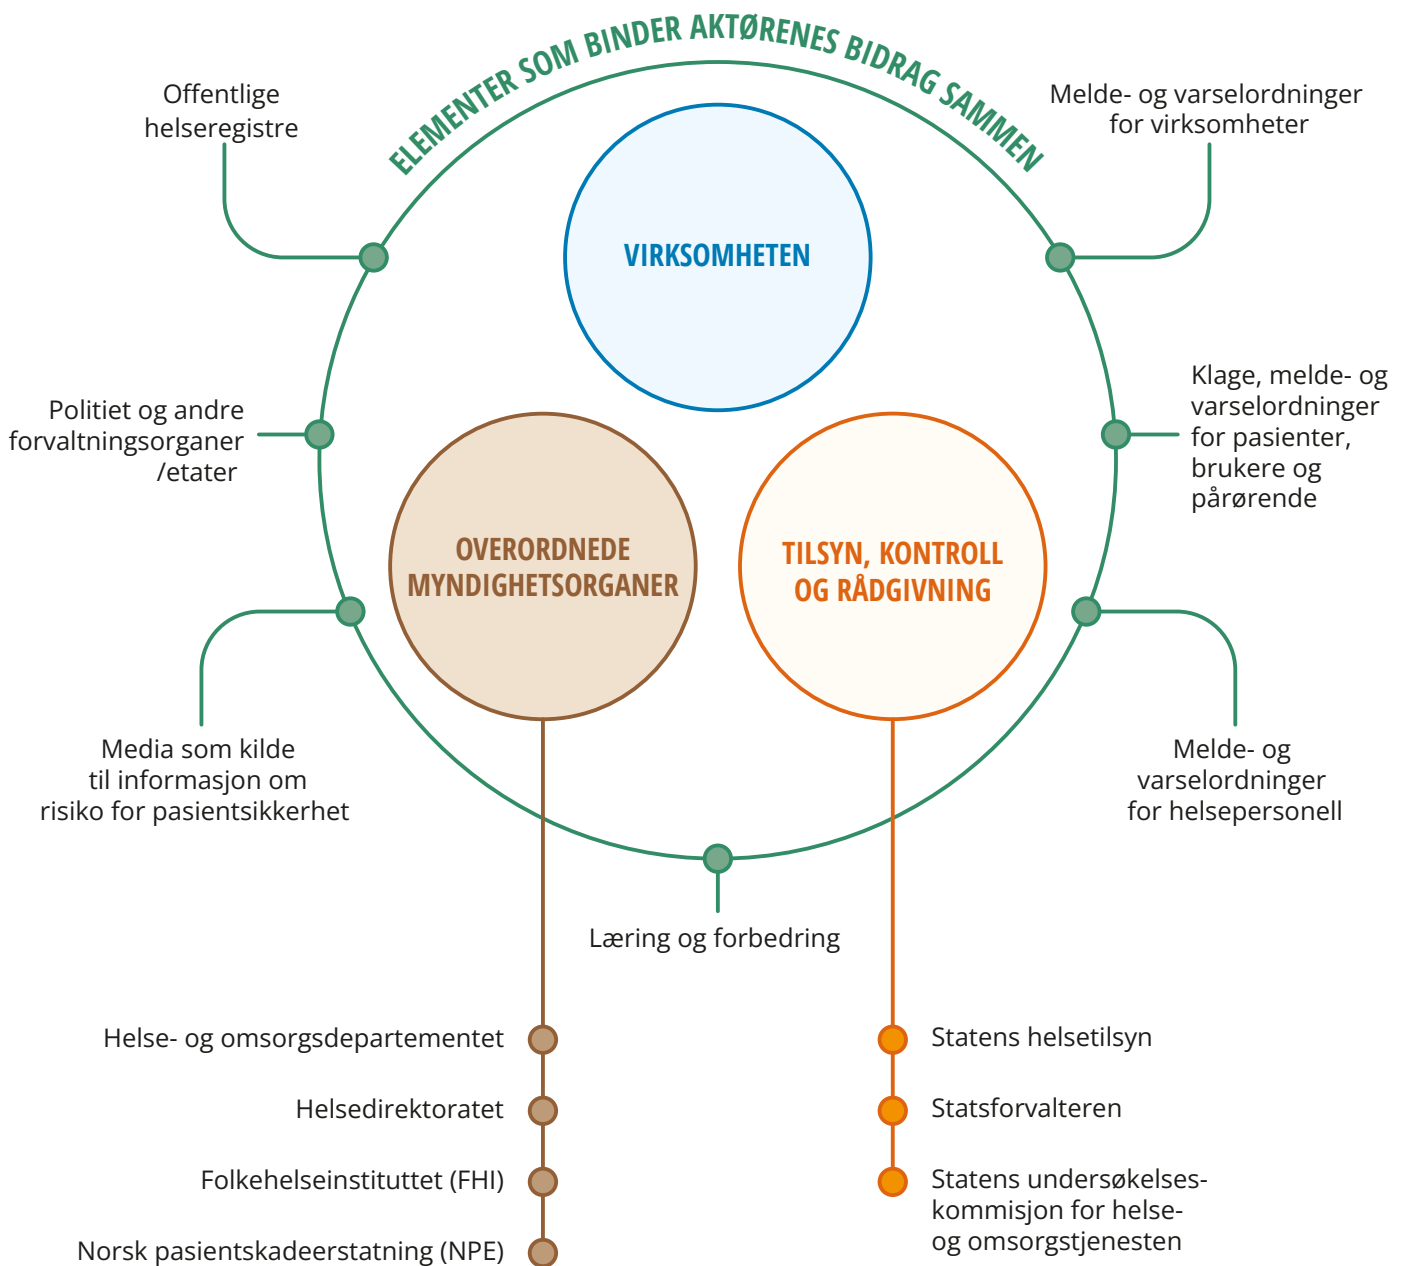 ELEMENTER SOM BINDER AKTØRENES BIDRAG SAMMEN
Offentlige
helseregistre
Melde- og varselordninger
for virksomheter
VIRKSOMHETEN
Politiet og andre
forvaltningsorganer
/etater
Klage, melde- og
varselordninger
for pasienter,
brukere og
pårørende
OVERORDNEDE
MYNDIGHETSORGANER
TILSYN, KONTROLL
OG RÅDGIVNING
Media som kilde
til informasjon om
risiko for pasientsikkerhet
Melde- og
varselordninger
for helsepersonell
Læring og forbedring
Helse- og omsorgsdepartementet
Helsedirektoratet
Folkehelseinstituttet (FHI)
Norsk pasientskadeerstatning (NPE)
Statens helsetilsyn
Statsforvalteren
Statens undersøkelses-
kommisjon for helse-
og omsorgstjenesten